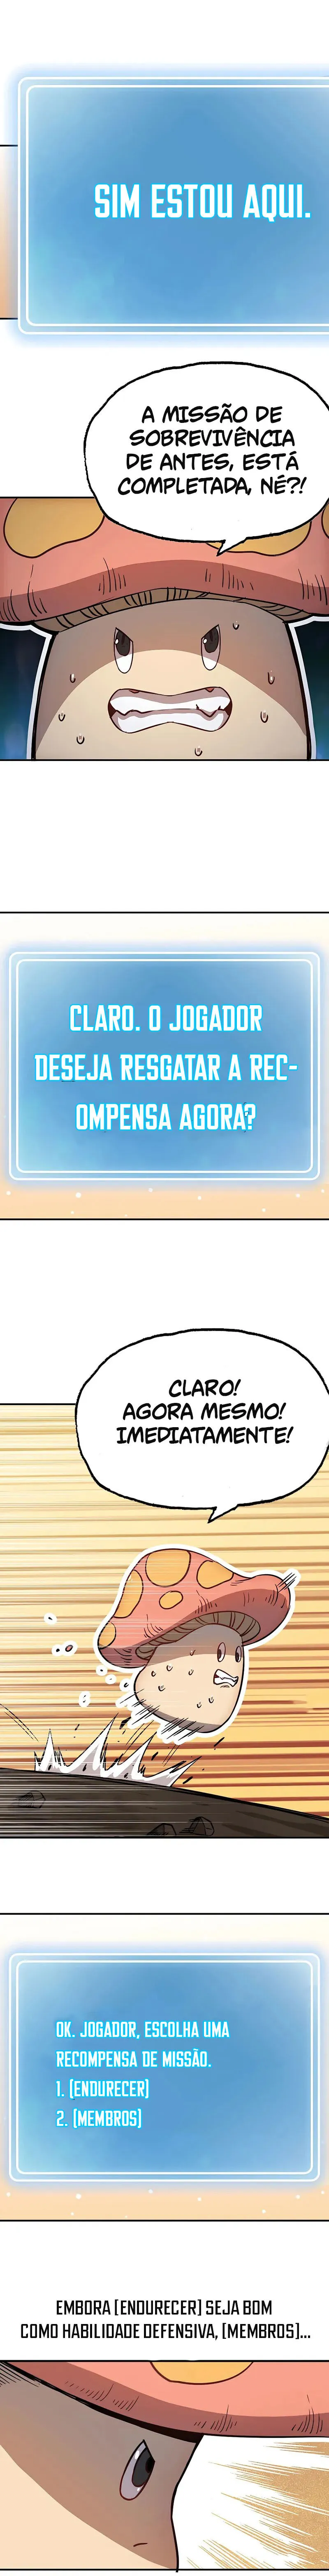 SIM ESTOU AQUI.
A MISSÃO DE
SOBREVIVÊNCIA
DE ANTES, ESTÁ
COMPLETADA, NÉ?!
CLARO. O JOGADOR
DESEJA RESGATAR A REC-
OMPENSA AGORA?
CLARO!
AGORA MESMO!
IMEDIATAMENTE!
OK. JOGADOR, ESCOLHA UMA
RECOMPENSA DE MISSÃO.
1. [ENDURECER]
2. [MEMBROS]
EMBORA [ENDURECER] SEJA BOM
COMO HABILIDADE DEFENSIVA, [MEMBROS]...